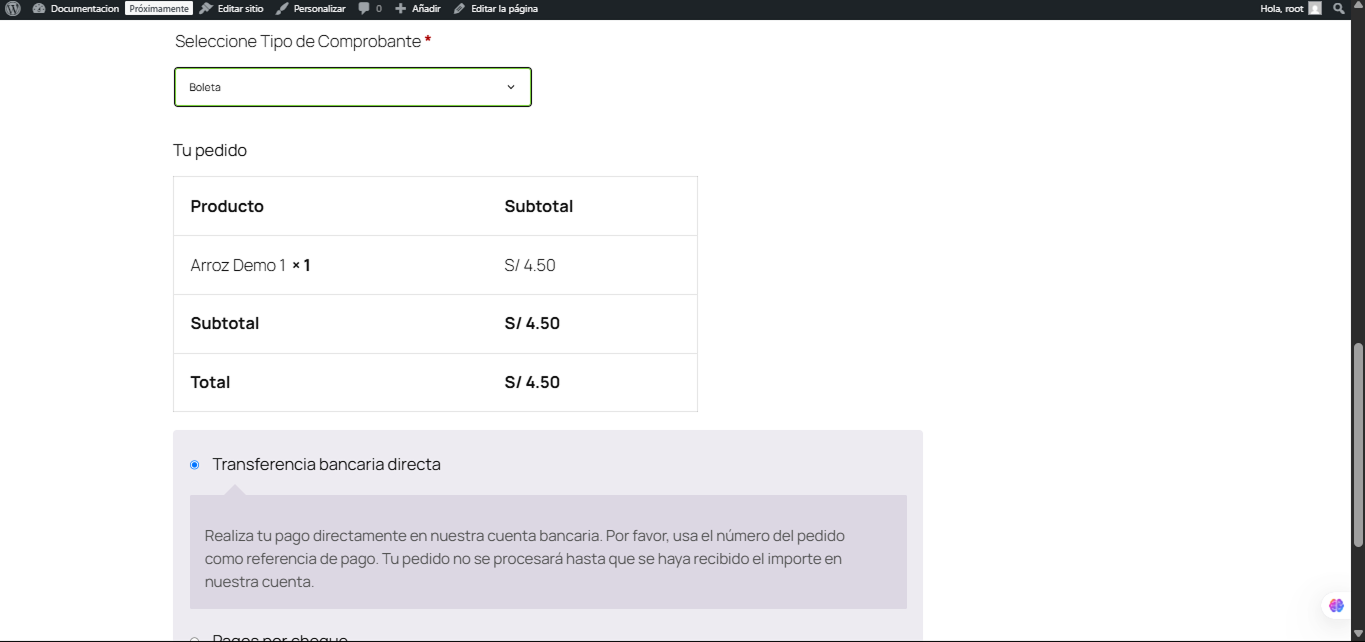 Documentacion Próximamente Editar sitio Personalizar 0 Añadir Editar la página Hola, root
Seleccione Tipo de Comprobante *
Boleta
Tu pedido
Producto Subtotal
Arroz Demo 1 × 1 S/ 4.50
Subtotal S/ 4.50
Total S/ 4.50
Transferencia bancaria directa
Realiza tu pago directamente en nuestra cuenta bancaria. Por favor, usa el número del pedido
como referencia de pago. Tu pedido no se procesará hasta que se haya recibido el importe en
nuestra cuenta.
Pagos por cheque